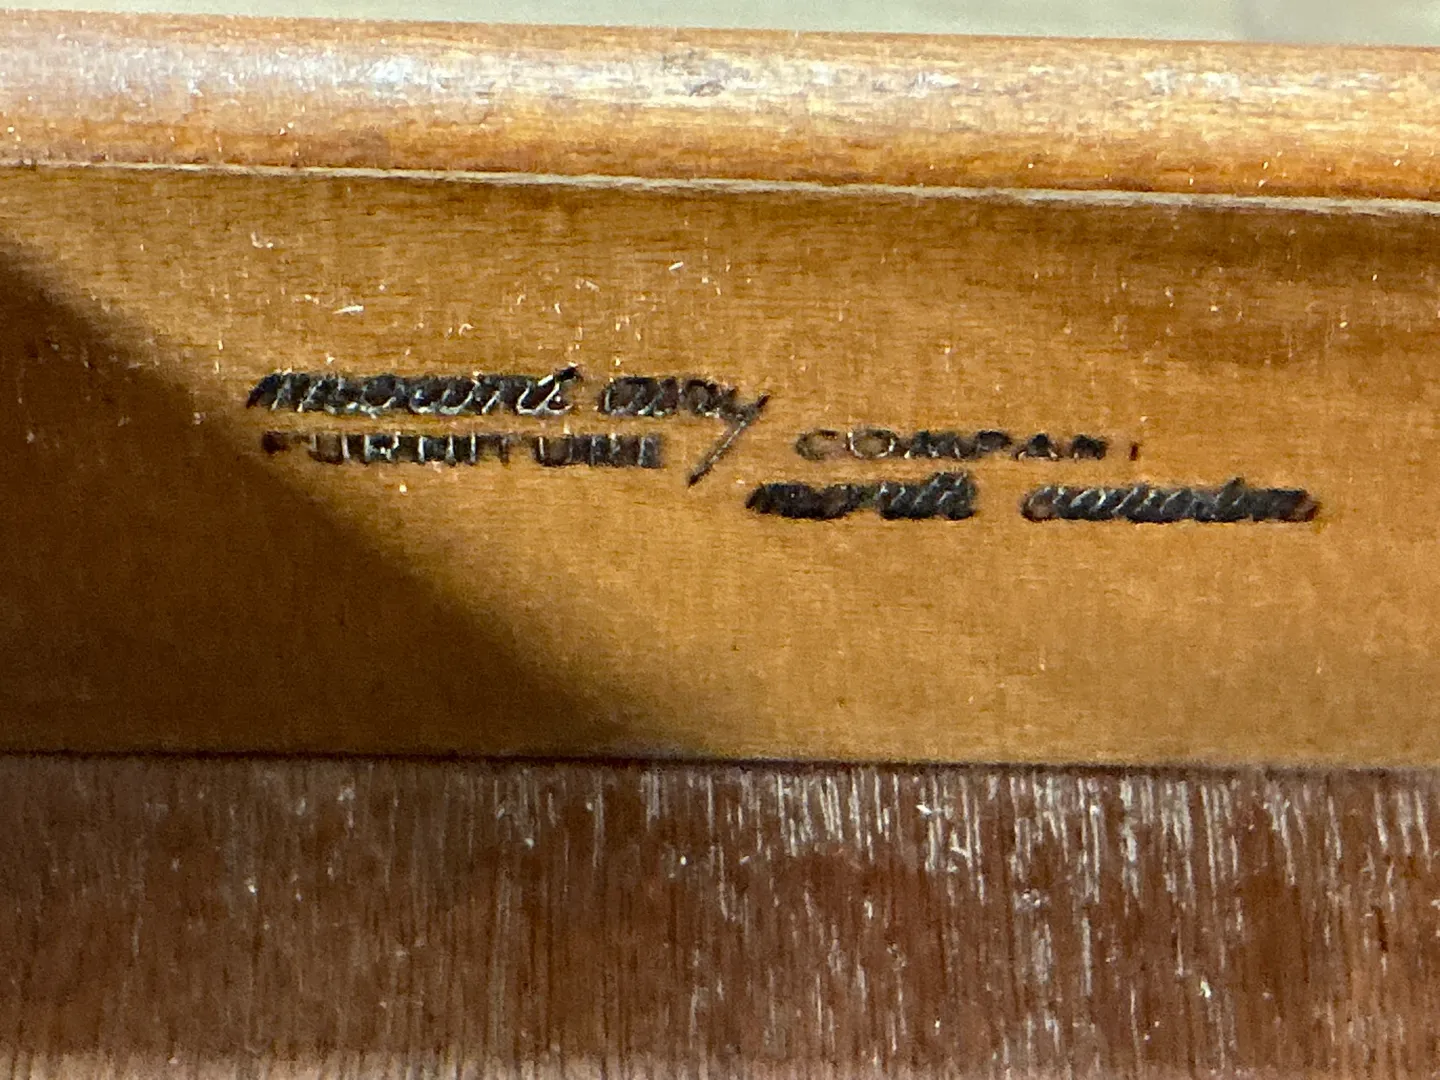 mount airy
FURNITURE COMPANY
north carolina